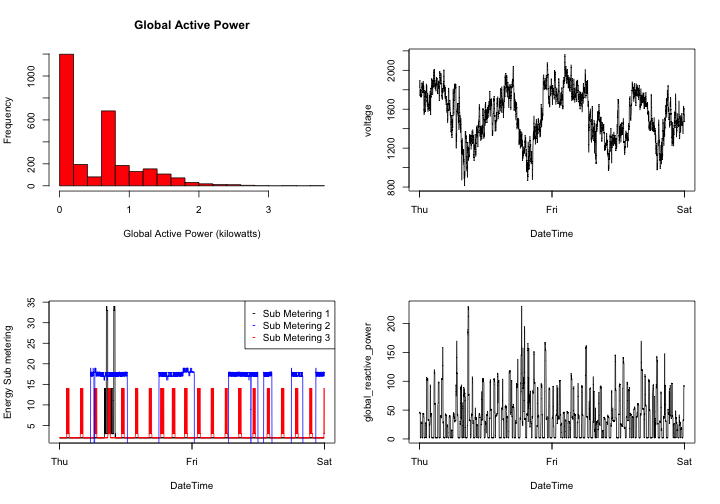 Global Active Power
Frequency
0 200 600 1000
0 1 2 3
Global Active Power (kilowatts)
voltage
800 1200 1600 2000
Thu Fri Sat
DateTime
Energy Sub metering
5 10 15 20 25 30 35
Sub Metering 1
Sub Metering 2
Sub Metering 3
Thu Fri Sat
DateTime
global_reactive_power
0 50 100 150 200
Thu Fri Sat
DateTime